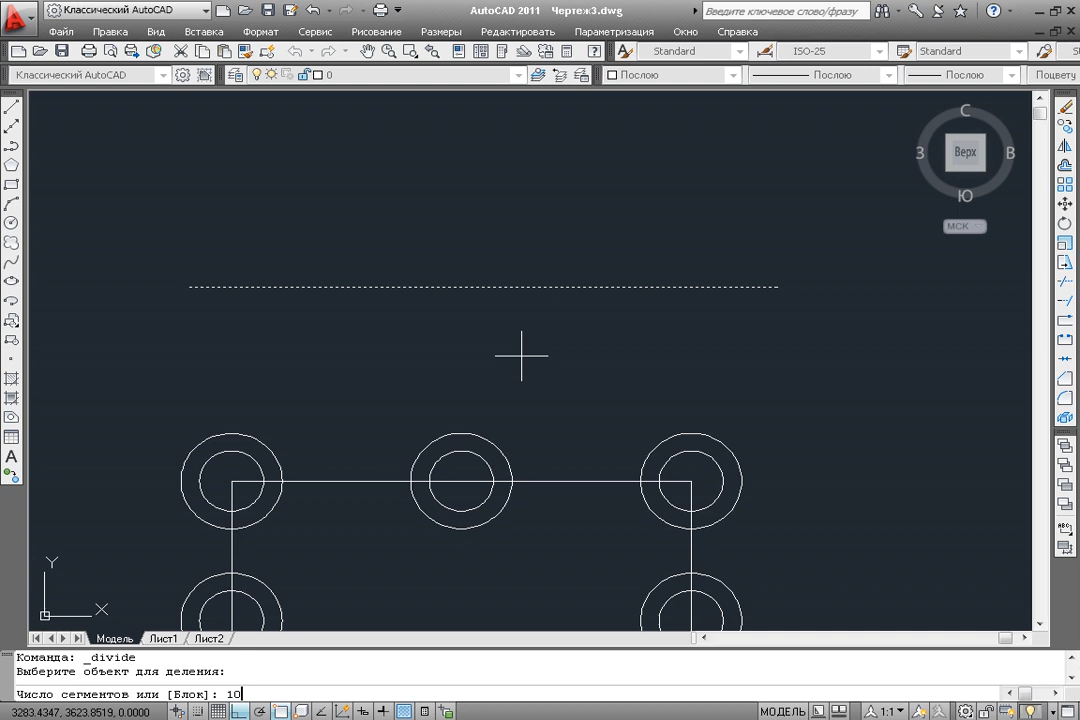 Классический AutoCAD
AutoCAD 2011 Чертеж3.dwg
Введите ключевое слово/фразу
Файл Правка Вид Вставка Формат Сервис Рисование Размеры Редактировать Параметризация Окно Справка
Standard ISO-25 Standard
Классический AutoCAD 0 Послою Послою Послою Поцвету
С
З Верх В
Ю
МСК
Y
X
Модель Лист1 Лист2
Команда: _divide
Выберите объект для деления:
Число сегментов или [Блок]: 10
3283.4347, 3623.8519, 0.0000 МОДЕЛЬ 1:1